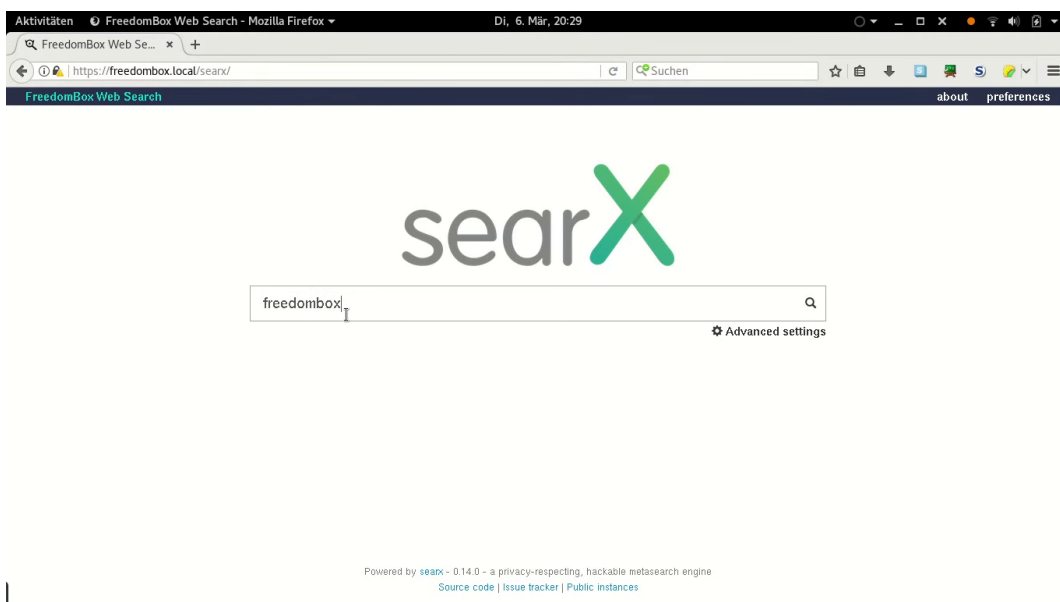 Aktivitäten FreedomBox Web Search - Mozilla Firefox Di, 6. Mär, 20:29
FreedomBox Web Se...
https://freedombox.local/searx/ Suchen
FreedomBox Web Search about preferences
searX
freedombox
Advanced settings
Powered by searx - 0.14.0 - a privacy-respecting, hackable metasearch engine
Source code | Issue tracker | Public instances